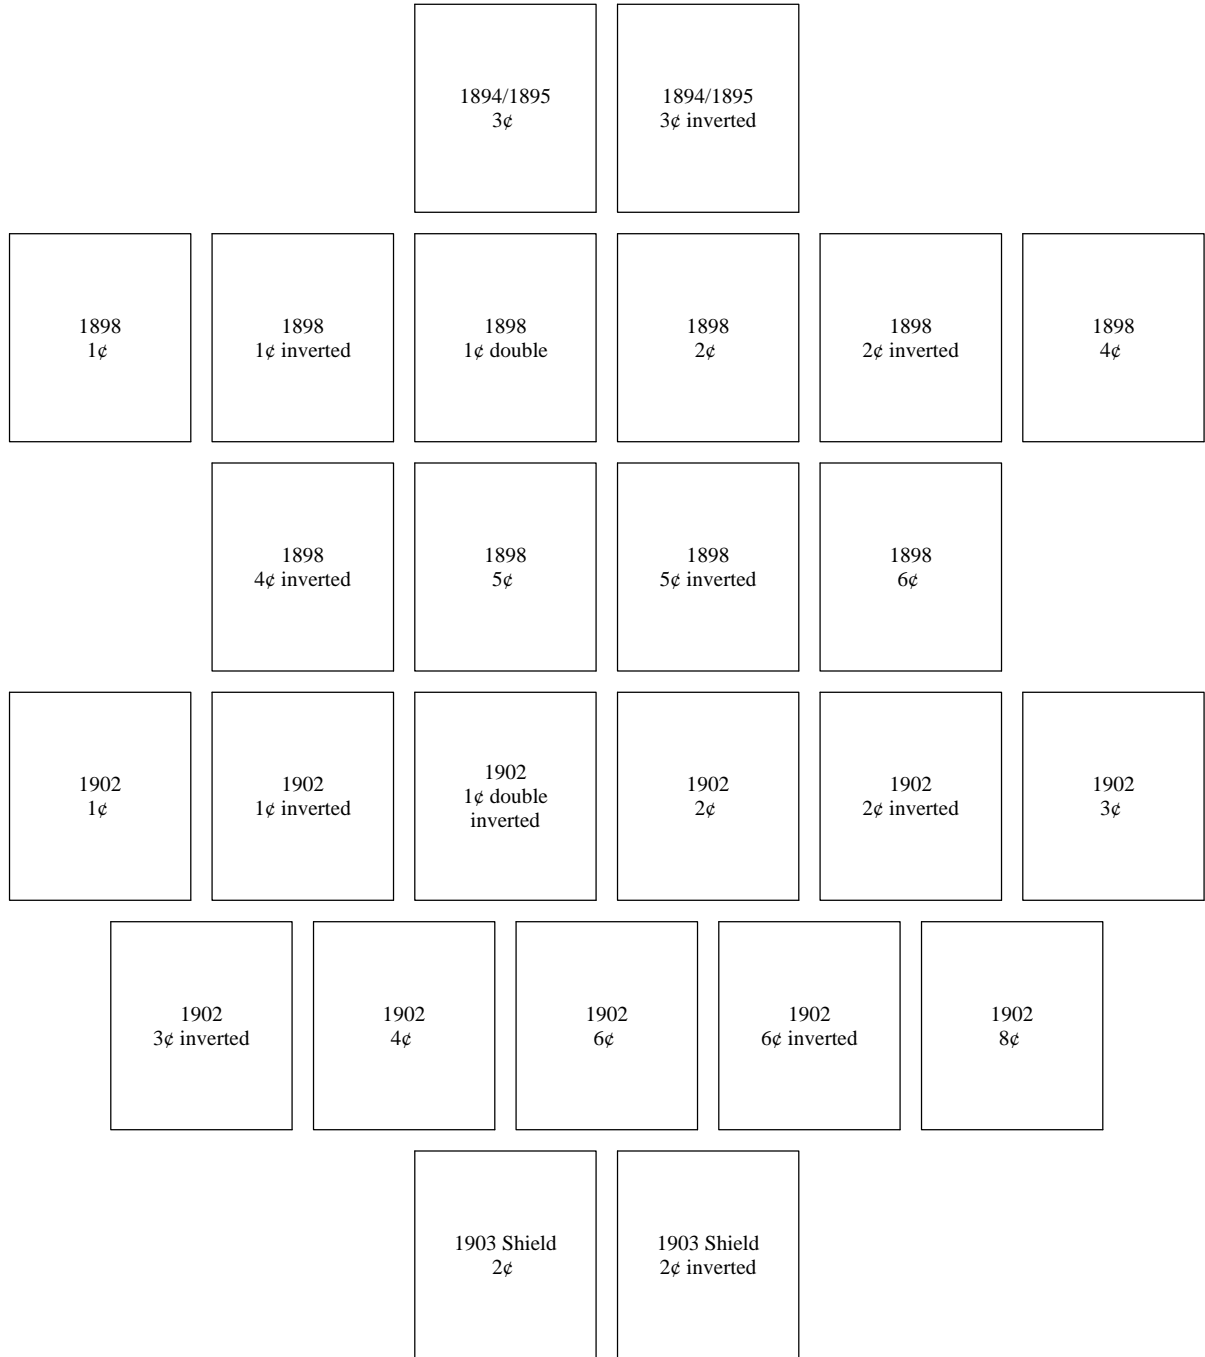 1894/1895
3¢
1894/1895
3¢ inverted
1898
1¢
1898
1¢ inverted
1898
1¢ double
1898
2¢
1898
2¢ inverted
1898
4¢
1898
4¢ inverted
1898
5¢
1898
5¢ inverted
1898
6¢
1902
1¢
1902
1¢ inverted
1902
1¢ double
inverted
1902
2¢
1902
2¢ inverted
1902
3¢
1902
3¢ inverted
1902
4¢
1902
6¢
1902
6¢ inverted
1902
8¢
1903 Shield
2¢
1903 Shield
2¢ inverted